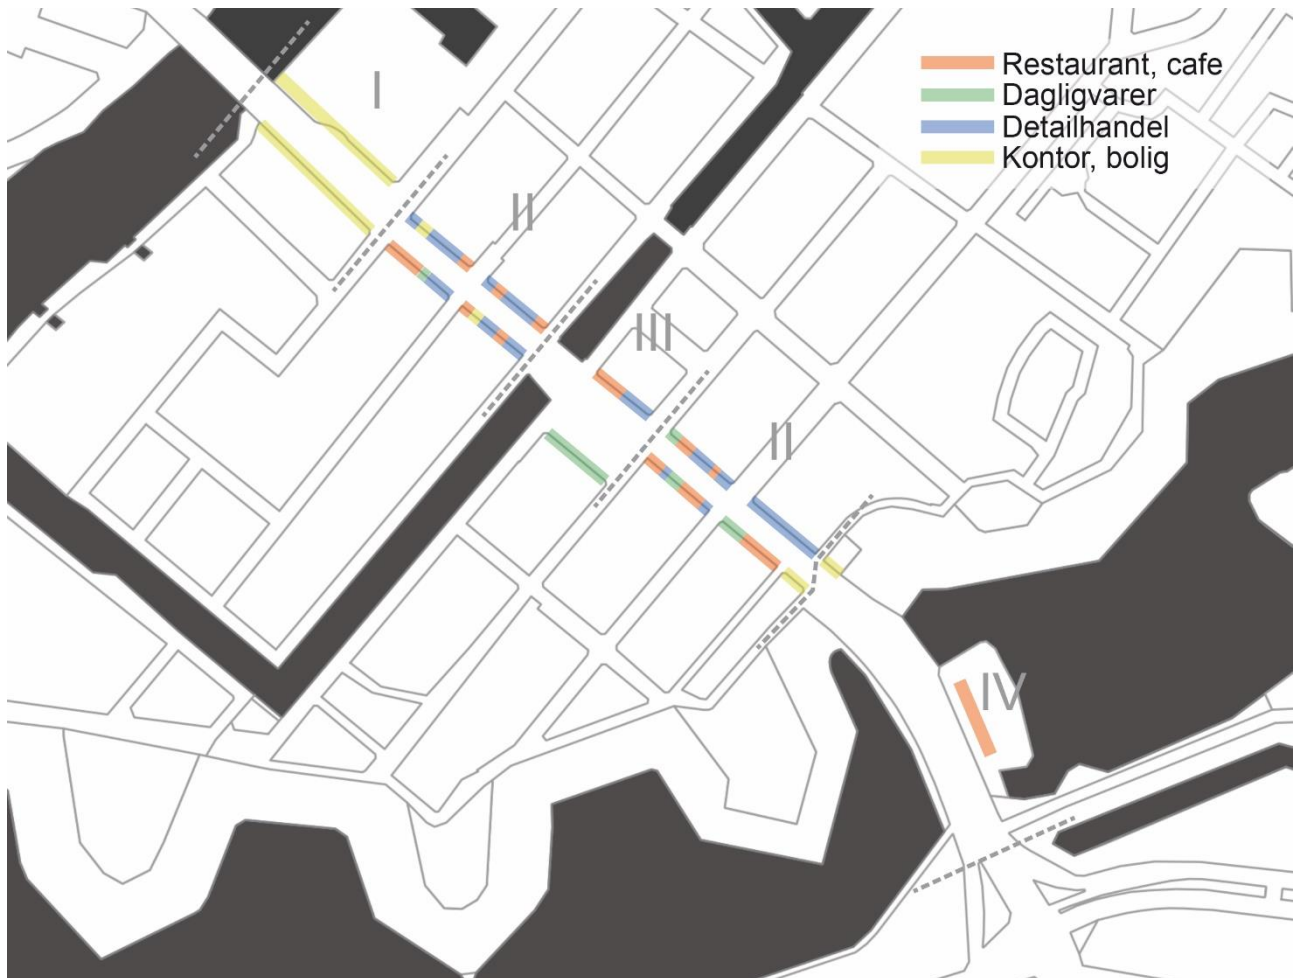 Restaurant, cafe
Dagligvarer
Detailhandel
Kontor, bolig
I
II
III
II
IV